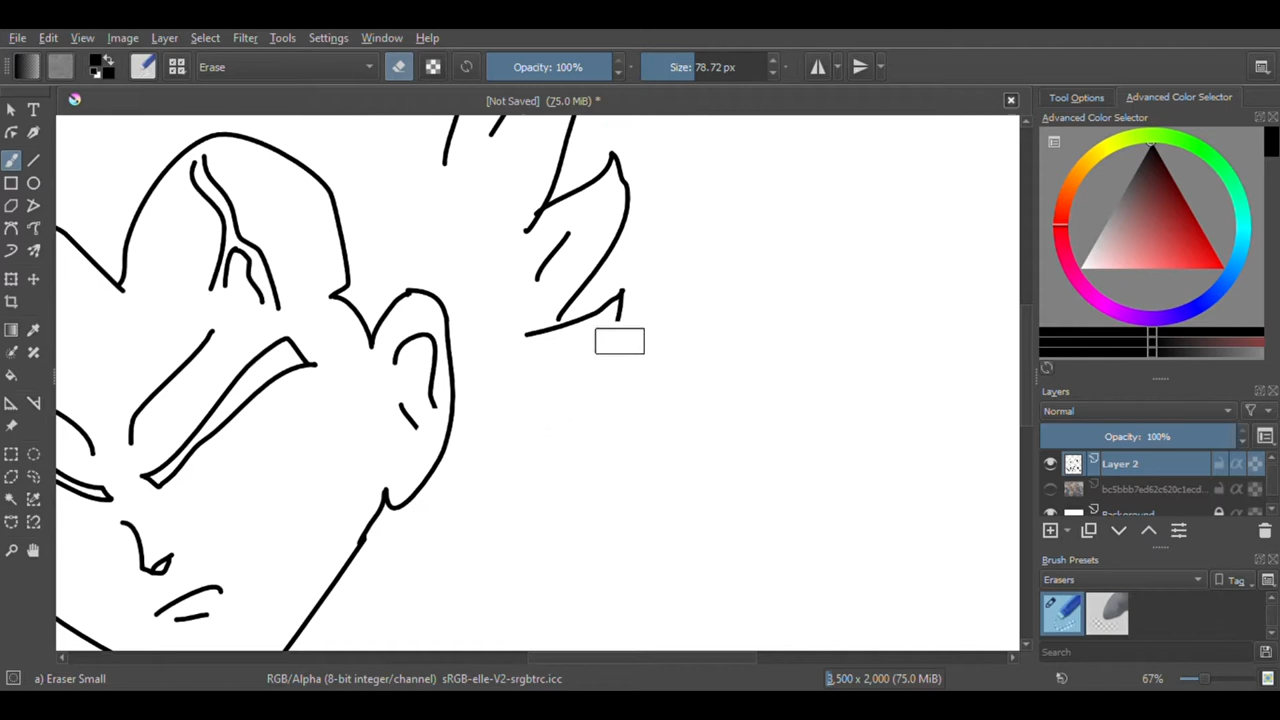 File Edit View Image Layer Select Filter Tools Settings Window Help
Erase Opacity: 100% Size: 78.72 px
[Not Saved] (75.0 MiB) *
Tool Options Advanced Color Selector
Advanced Color Selector
Layers
Normal
Opacity: 100%
Layer 2
bc5bbb7ed62c620c1ecd...
Background
Brush Presets
Erasers Tag
Search
a) Eraser Small RGB/Alpha (8-bit integer/channel) sRGB-elle-V2-srgbtrc.icc 3,500 x 2,000 (75.0 MiB) 67%